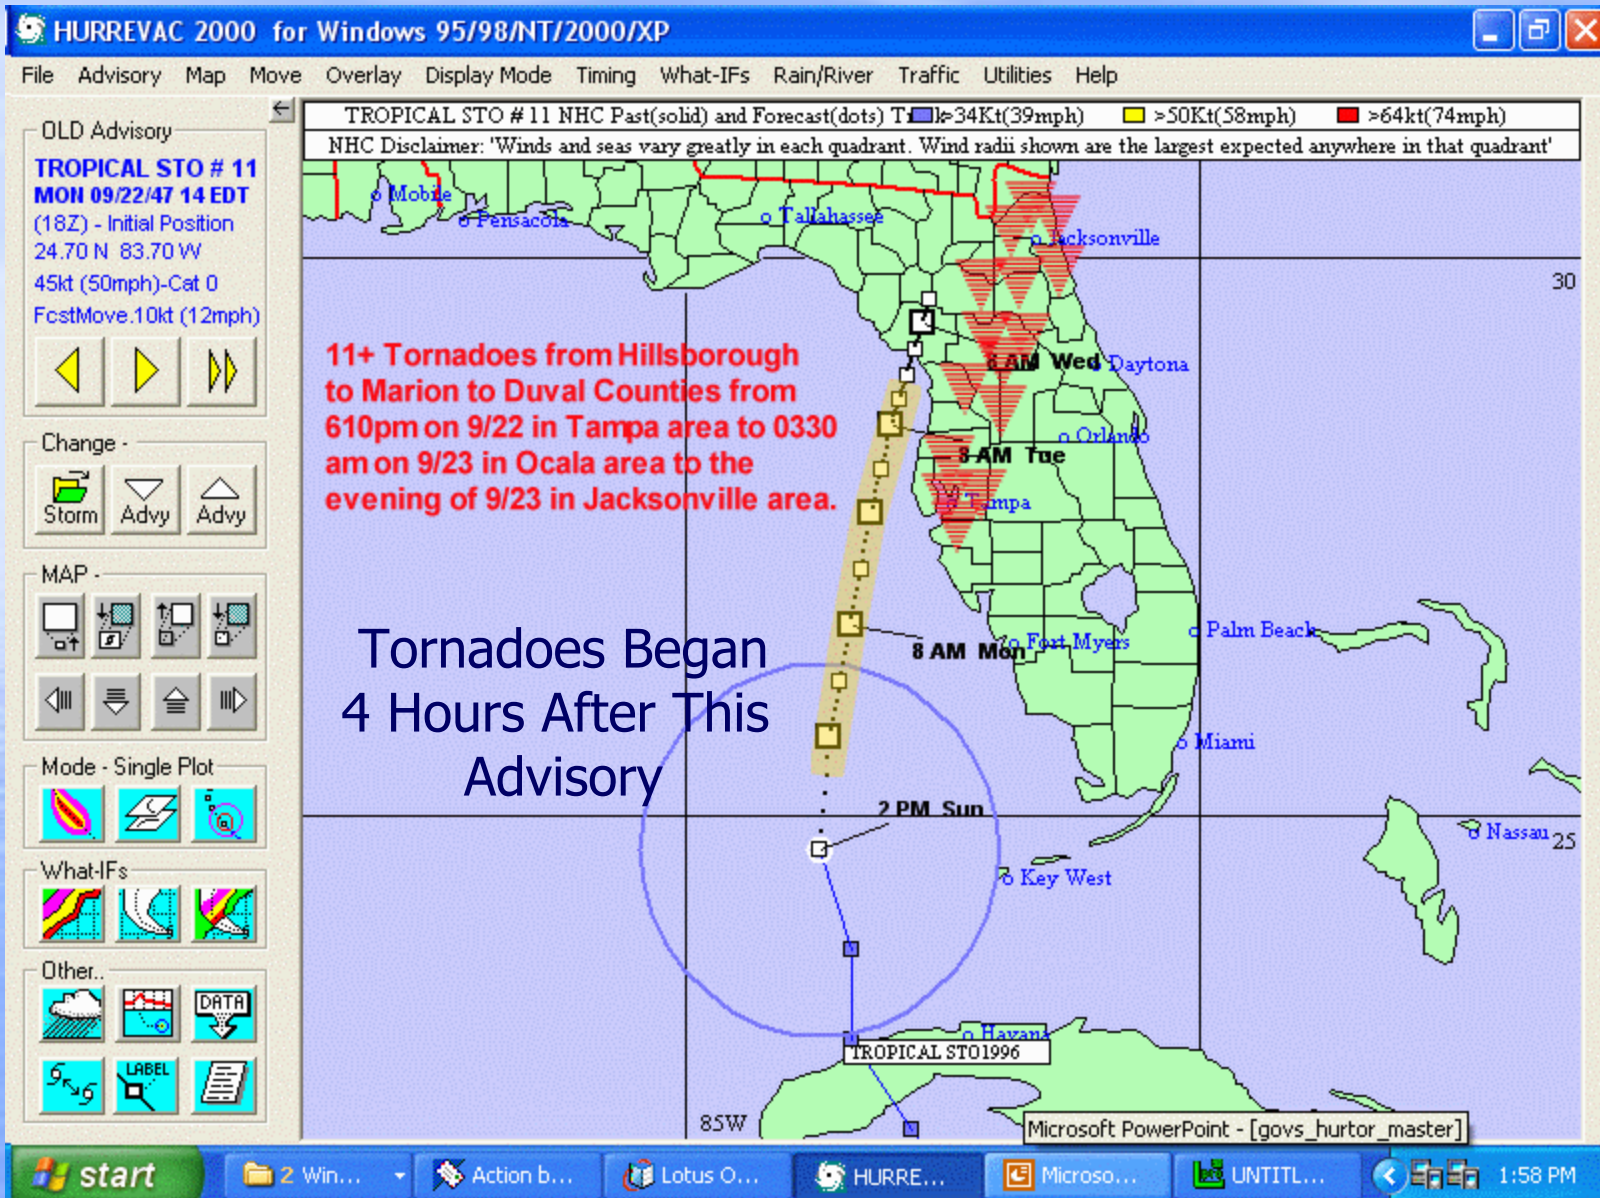 HURREVAC 2000 for Windows 95/98/NT/2000/XP
File Advisory Map Move Overlay Display Mode Timing What-IFs Rain/River Traffic Utilities Help
OLD Advisory
TROPICAL STO # 11
MON 09/22/47 14 EDT
(18Z) - Initial Position
24.70 N 83.70 W
45kt (50mph)-Cat 0
FcstMove.10kt (12mph)
Change -
Storm Advy Advy
MAP -
Mode - Single Plot
What-IFs
Other..
DATA
LABEL
TROPICAL STO # 11 NHC Past(solid) and Forecast(dots) >34Kt(39mph) >50Kt(58mph) >64kt(74mph)
NHC Disclaimer: 'Winds and seas vary greatly in each quadrant. Wind radii shown are the largest expected anywhere in that quadrant'
Mobile
Pensacola
Tallahassee
Jacksonville
30
11+ Tornadoes from Hillsborough
to Marion to Duval Counties from
610pm on 9/22 in Tampa area to 0330
am on 9/23 in Ocala area to the
evening of 9/23 in Jacksonville area.
8 AM Wed
Daytona
Orlando
8 AM Tue
Tampa
Tornadoes Began
4 Hours After This
Advisory
8 AM Mon
Fort Myers
Palm Beach
Miami
2 PM Sun
Nassau
25
Key West
Havana
TROPICAL STO1996
85W
Microsoft PowerPoint - [govs_hurtor_master]
start
2 Win...
Action b...
Lotus O...
HURRE...
Microso...
UNTITL...
1:58 PM